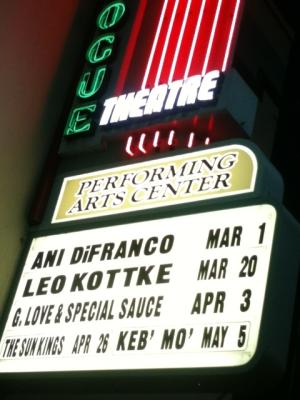 OGUE
THEATRE
PERFORMING
ARTS CENTER
ANI DiFRANCO MAR 1
LEO KOTTKE MAR 20
G. LOVE & SPECIAL SAUCE APR 3
THE SUN KINGS APR 26 KEB' MO' MAY 5